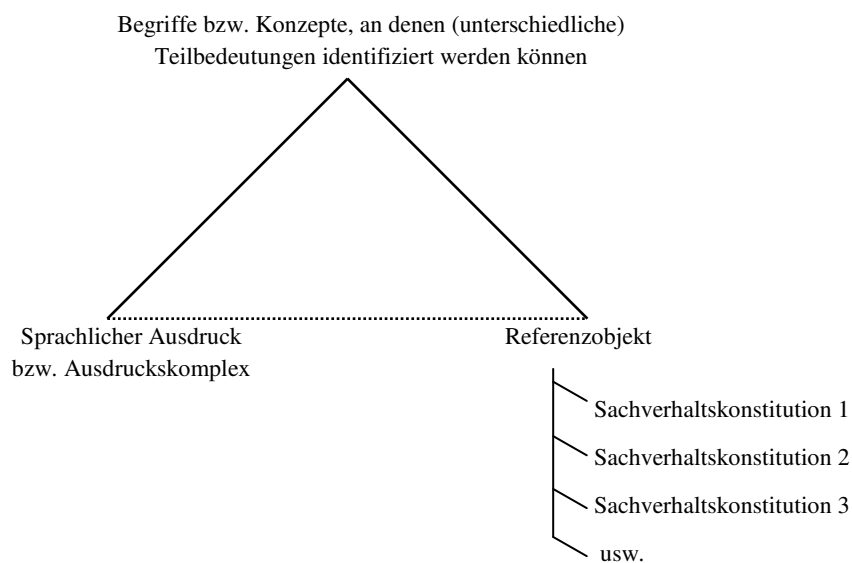 Begriffe bzw. Konzepte, an denen (unterschiedliche)
Teilbedeutungen identifiziert werden können
Sprachlicher Ausdruck
bzw. Ausdruckskomplex
Referenzobjekt
Sachverhaltskonstitution 1
Sachverhaltskonstitution 2
Sachverhaltskonstitution 3
usw.